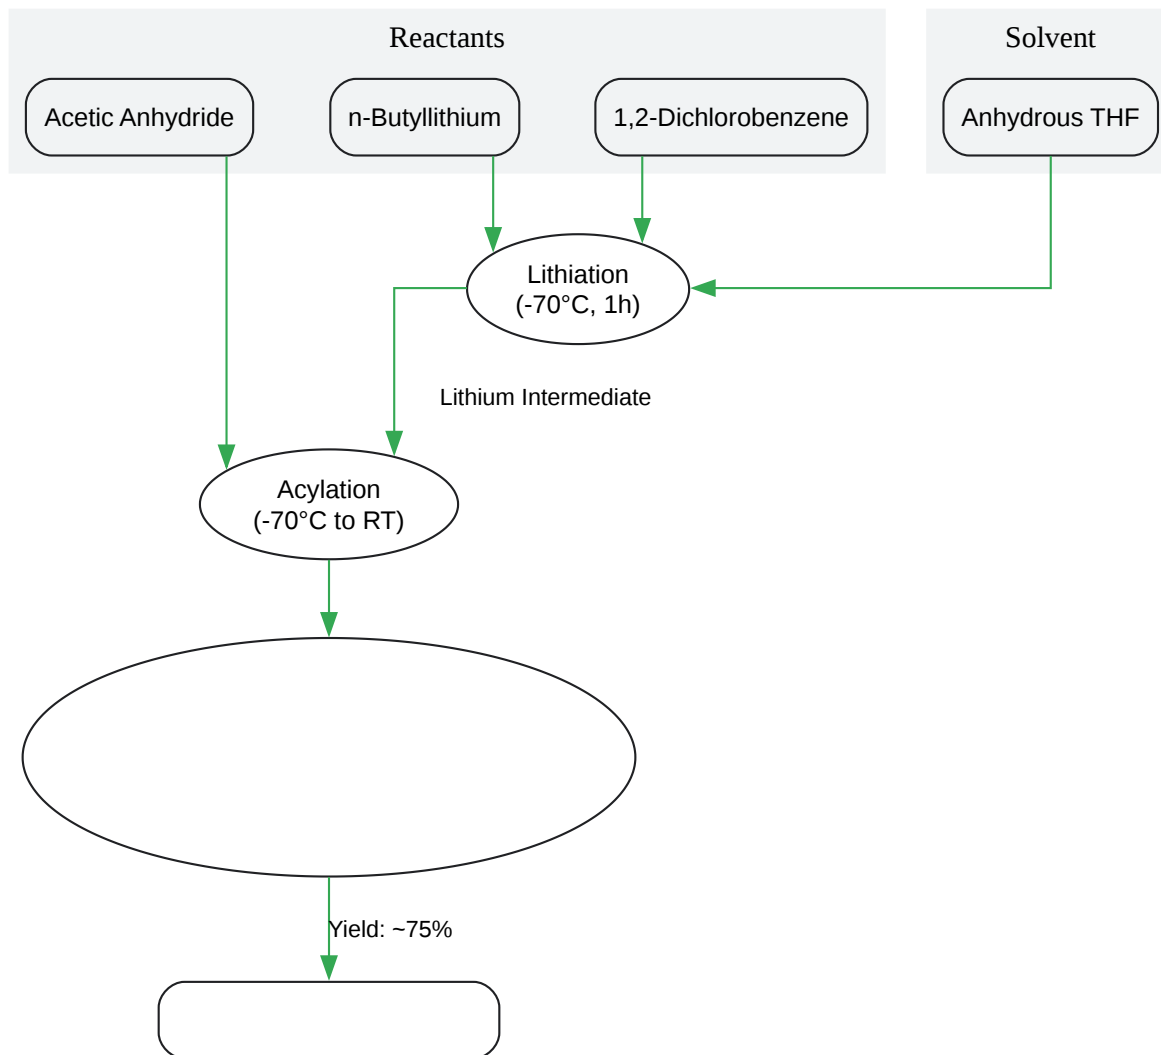 Reactants
Solvent
Acetic Anhydride
n-Butyllithium
1,2-Dichlorobenzene
Anhydrous THF
Lithiation
(-70°C, 1h)
Lithium Intermediate
Acylation
(-70°C to RT)
Yield: ~75%